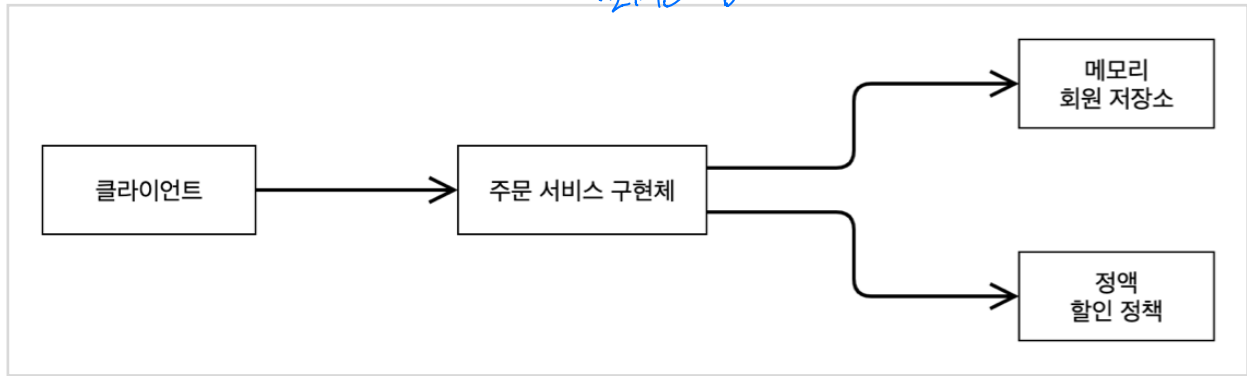 클라이언트
주문 서비스 구현체
메모리
회원 저장소
정액
할인 정책